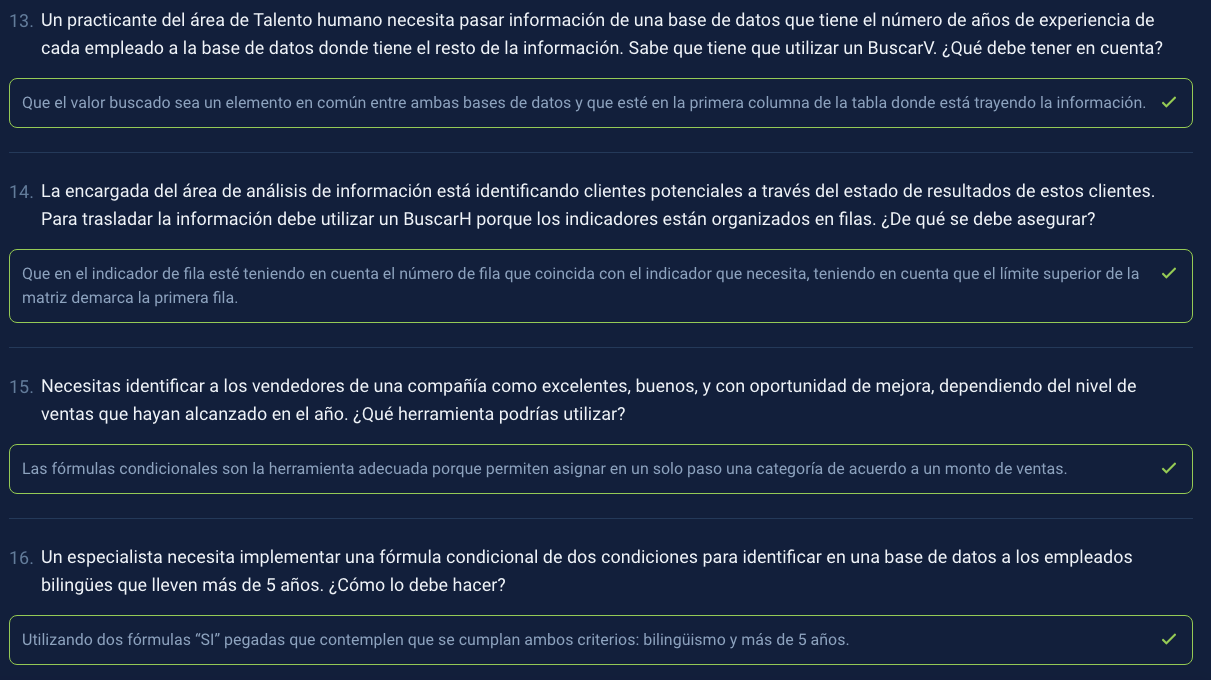 13. Un practicante del área de Talento humano necesita pasar información de una base de datos que tiene el número de años de experiencia de
cada empleado a la base de datos donde tiene el resto de la información. Sabe que tiene que utilizar un BuscarV. ¿Qué debe tener en cuenta?
Que el valor buscado sea un elemento en común entre ambas bases de datos y que esté en la primera columna de la tabla donde está trayendo la información.
14. La encargada del área de análisis de información está identificando clientes potenciales a través del estado de resultados de estos clientes.
Para trasladar la información debe utilizar un BuscarH porque los indicadores están organizados en filas. ¿De qué se debe asegurar?
Que en el indicador de fila esté teniendo en cuenta el número de fila que coincida con el indicador que necesita, teniendo en cuenta que el límite superior de la
matriz demarca la primera fila.
15. Necesitas identificar a los vendedores de una compañía como excelentes, buenos, y con oportunidad de mejora, dependiendo del nivel de
ventas que hayan alcanzado en el año. ¿Qué herramienta podrías utilizar?
Las fórmulas condicionales son la herramienta adecuada porque permiten asignar en un solo paso una categoría de acuerdo a un monto de ventas.
16. Un especialista necesita implementar una fórmula condicional de dos condiciones para identificar en una base de datos a los empleados
bilingües que lleven más de 5 años. ¿Cómo lo debe hacer?
Utilizando dos fórmulas “SI” pegadas que contemplen que se cumplan ambos criterios: bilingüismo y más de 5 años.